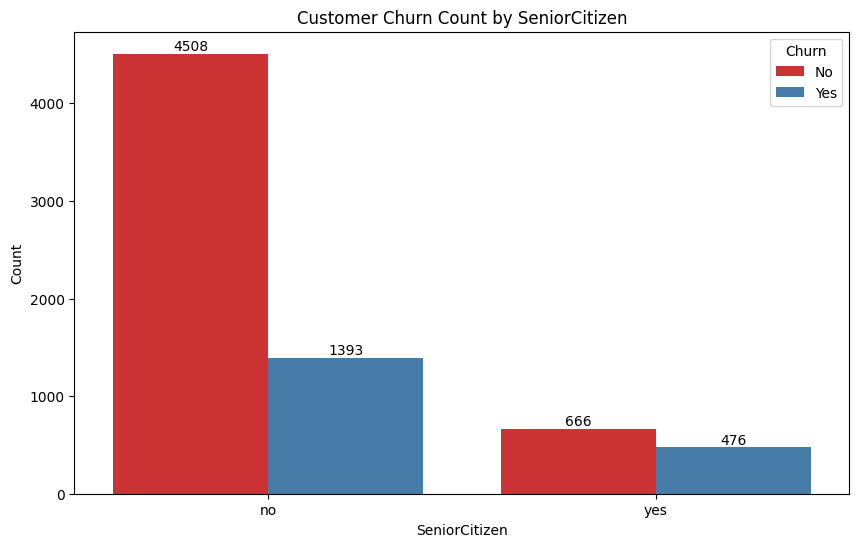 Customer Churn Count by SeniorCitizen
Churn
No
Yes
4508
1393
666
476
Count
4000
3000
2000
1000
0
no
yes
SeniorCitizen